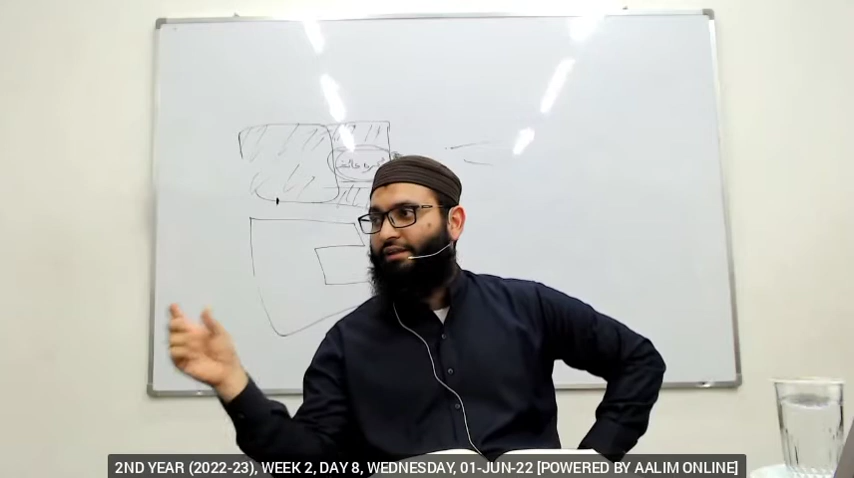 2ND YEAR (2022-23), WEEK 2, DAY 8, WEDNESDAY, 01-JUN-22 [POWERED BY AALIM ONLINE]